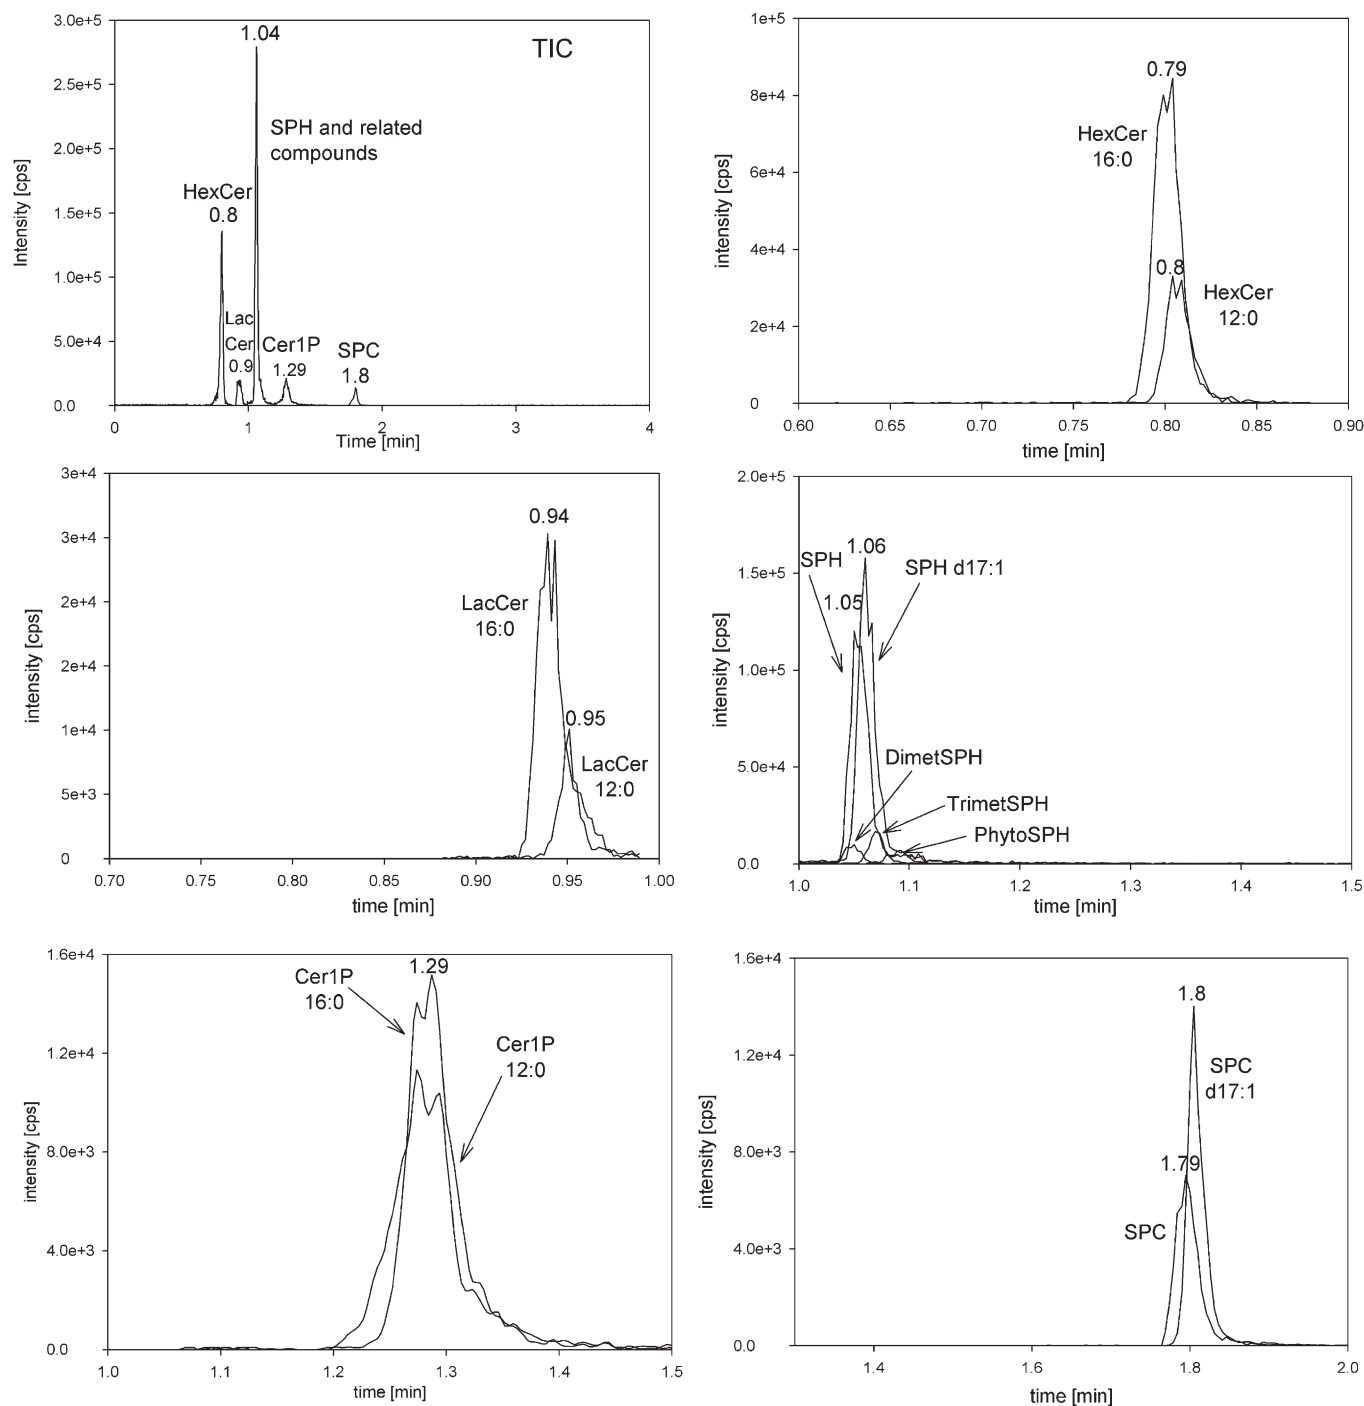 3.0e+5
1.04
TIC
2.5e+5
2.0e+5
SPH and related
compounds
HexCer
0.8
1.5e+5
1.0e+5
Lac
Cer
0.9
Cer1P
1.29
SPC
1.8
5.0e+4
0.0
Intensity [cps]
0 1 2 3 4
Time [min]
1e+5
0.79
8e+4
HexCer
16:0
6e+4
4e+4
0.8
HexCer
12:0
2e+4
0
intensity [cps]
0.60 0.65 0.70 0.75 0.80 0.85 0.90
time [min]
3e+4
0.94
3e+4
2e+4
LacCer
16:0
2e+4
0.95
1e+4
LacCer
12:0
5e+3
0
intensity [cps]
0.70 0.75 0.80 0.85 0.90 0.95 1.00
time [min]
2.0e+5
1.06
SPH
SPH d17:1
1.5e+5
1.05
1.0e+5
DimetSPH
5.0e+4
TrimetSPH
PhytoSPH
0.0
intensity [cps]
1.0 1.1 1.2 1.3 1.4 1.5
time [min]
1.6e+4
1.29
Cer1P
16:0
1.2e+4
Cer1P
12:0
8.0e+3
4.0e+3
0.0
intensity [cps]
1.0 1.1 1.2 1.3 1.4 1.5
time [min]
1.6e+4
1.8
1.2e+4
SPC
d17:1
8.0e+3
1.79
SPC
4.0e+3
0.0
intensity [cps]
1.4 1.6 1.8 2.0
time [min]